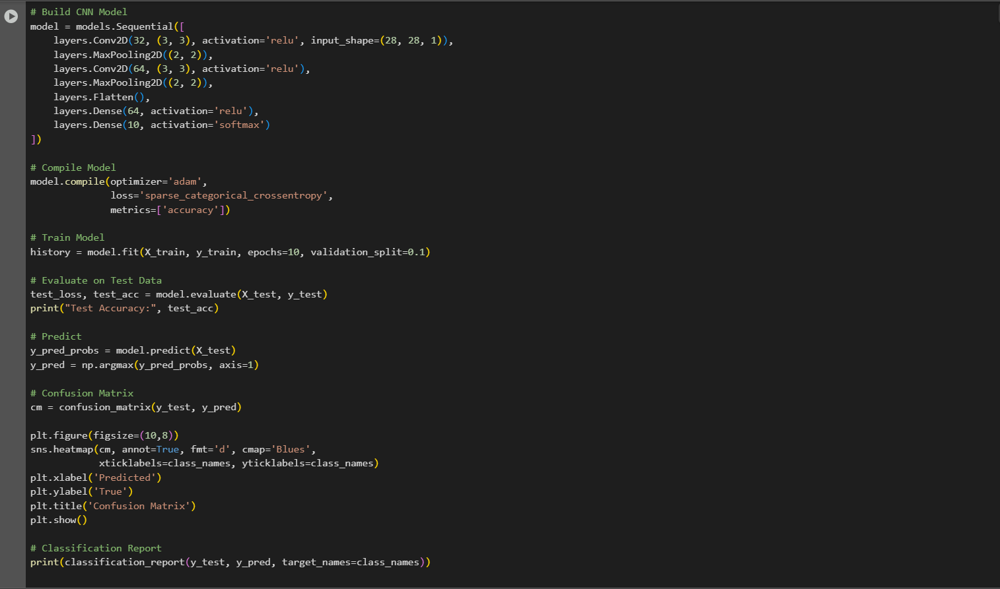 # Build CNN Model
model = models.Sequential([
    layers.Conv2D(32, (3, 3), activation='relu', input_shape=(28, 28, 1)),
    layers.MaxPooling2D((2, 2)),
    layers.Conv2D(64, (3, 3), activation='relu'),
    layers.MaxPooling2D((2, 2)),
    layers.Flatten(),
    layers.Dense(64, activation='relu'),
    layers.Dense(10, activation='softmax')
])

# Compile Model
model.compile(optimizer='adam',
              loss='sparse_categorical_crossentropy',
              metrics=['accuracy'])

# Train Model
history = model.fit(X_train, y_train, epochs=10, validation_split=0.1)

# Evaluate on Test Data
test_loss, test_acc = model.evaluate(X_test, y_test)
print("Test Accuracy:", test_acc)

# Predict
y_pred_probs = model.predict(X_test)
y_pred = np.argmax(y_pred_probs, axis=1)

# Confusion Matrix
cm = confusion_matrix(y_test, y_pred)

plt.figure(figsize=(10,8))
sns.heatmap(cm, annot=True, fmt='d', cmap='Blues',
            xticklabels=class_names, yticklabels=class_names)
plt.xlabel('Predicted')
plt.ylabel('True')
plt.title('Confusion Matrix')
plt.show()

# Classification Report
print(classification_report(y_test, y_pred, target_names=class_names))